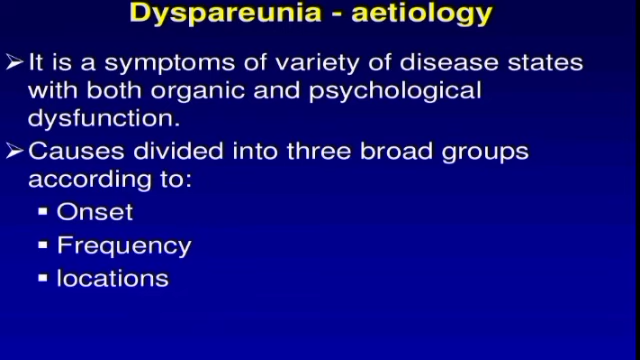 Dyspareunia - aetiology
➢It is a symptoms of variety of disease states
with both organic and psychological
dysfunction.
➢Causes divided into three broad groups
according to:
▪ Onset
▪ Frequency
▪ locations